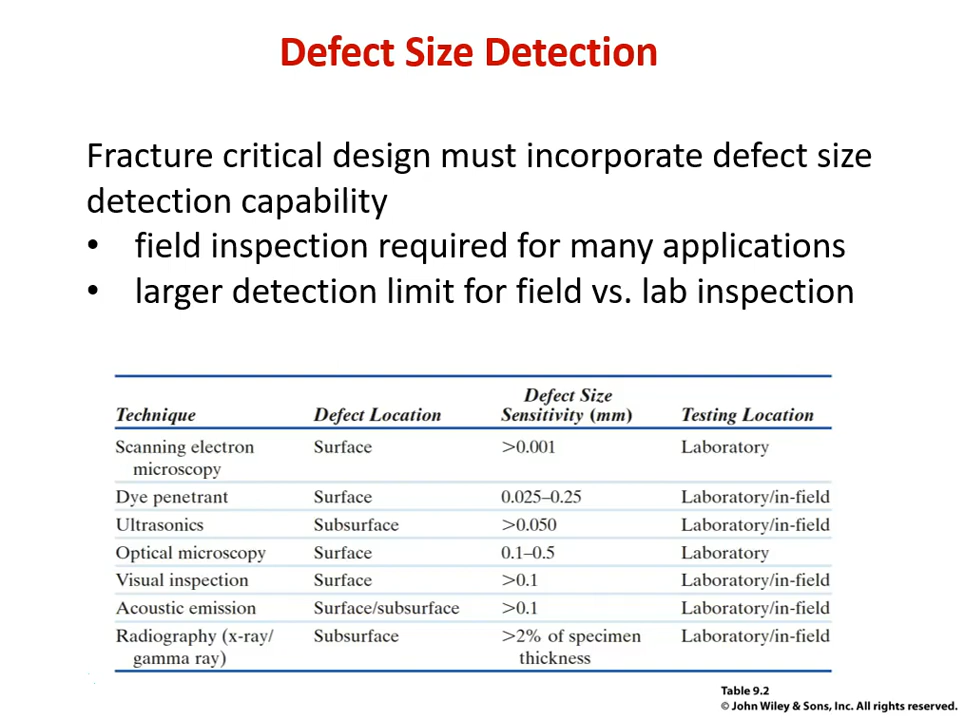 Defect Size Detection
Fracture critical design must incorporate defect size
detection capability
• field inspection required for many applications
• larger detection limit for field vs. lab inspection
Defect Size
Technique Defect Location Sensitivity (mm) Testing Location
Scanning electron Surface >0.001 Laboratory
microscopy
Dye penetrant Surface 0.025–0.25 Laboratory/in-field
Ultrasonics Subsurface >0.050 Laboratory/in-field
Optical microscopy Surface 0.1–0.5 Laboratory
Visual inspection Surface >0.1 Laboratory/in-field
Acoustic emission Surface/subsurface >0.1 Laboratory/in-field
Radiography (x-ray/ Subsurface >2% of specimen Laboratory/in-field
gamma ray) thickness
Table 9.2
© John Wiley & Sons, Inc. All rights reserved.